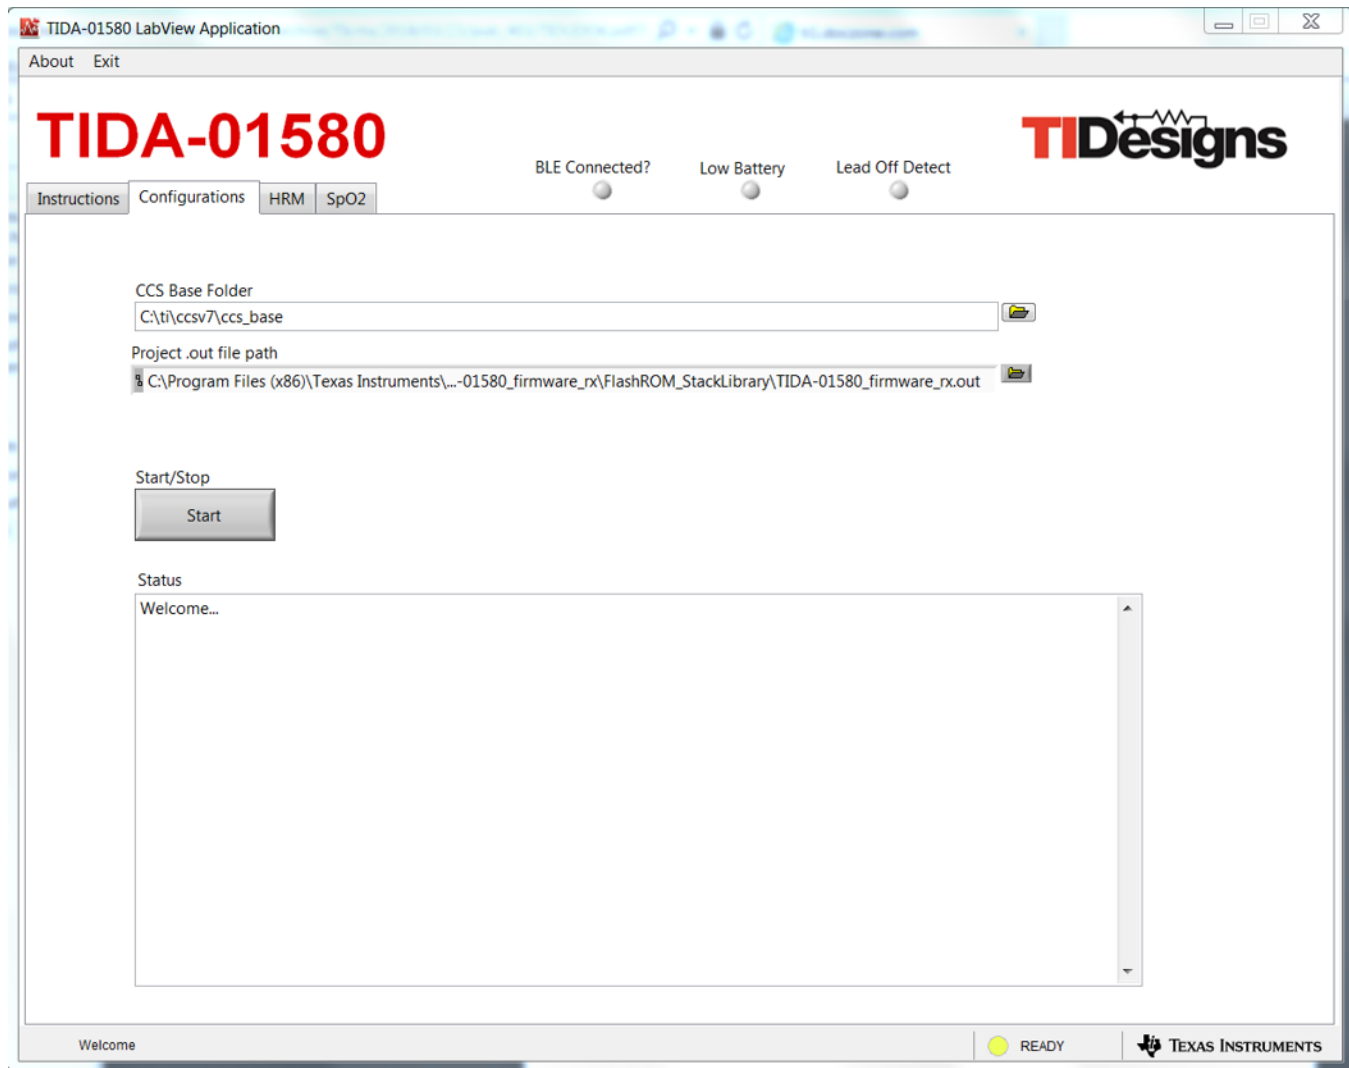 TIDA-01580 LabView Application
About Exit
TIDA-01580
TIDesigns
BLE Connected? Low Battery Lead Off Detect
Instructions Configurations HRM SpO2
CCS Base Folder
C:\ti\ccsv7\ccs_base
Project .out file path
C:\Program Files (x86)\Texas Instruments\...-01580_firmware_rx\FlashROM_StackLibrary\TIDA-01580_firmware_rx.out
Start/Stop
Start
Status
Welcome...
Welcome READY TEXAS INSTRUMENTS